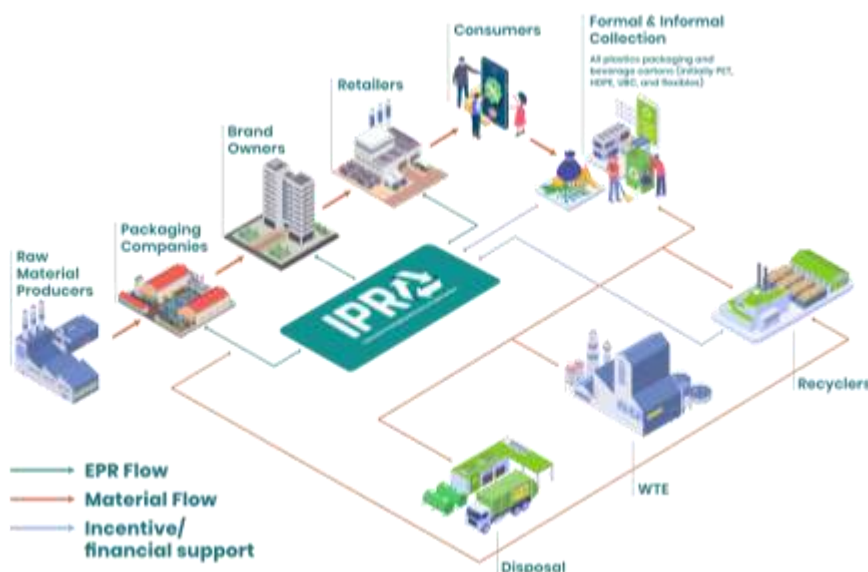 Consumers
Formal & Informal
Collection
All plastics packaging and
beverage cartons (initially PET,
HDPE, UBC, and flexibles)
Retailers
Brand
Owners
Packaging
Companies
Raw
Material
Producers
IPR
Recyclers
WTE
Disposal
EPR Flow
Material Flow
Incentive/
financial support